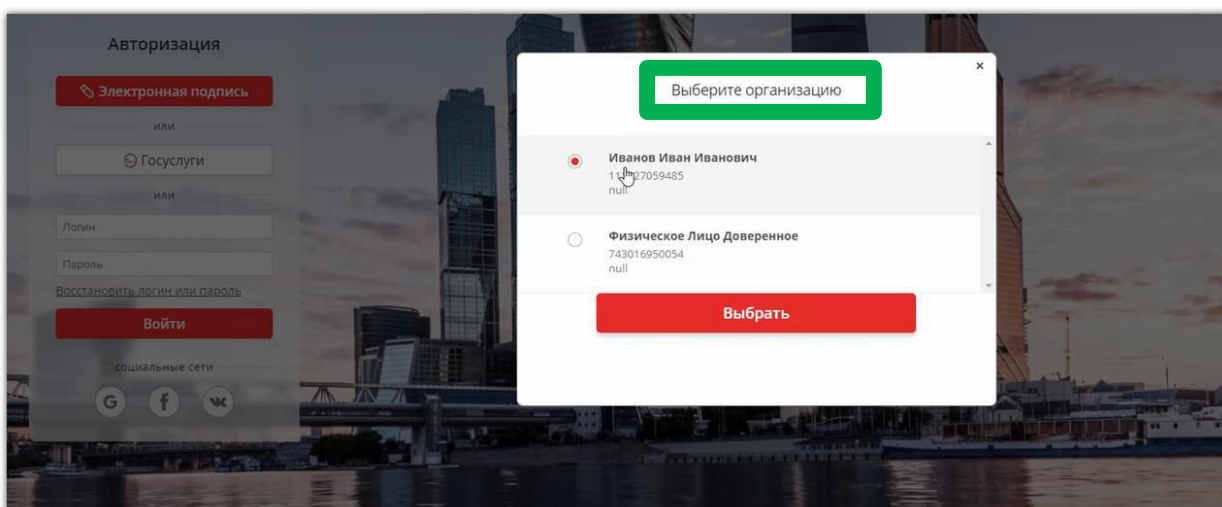 Авторизация
Электронная подпись
или
Госуслуги
или
Логин
Пароль
Восстановить логин или пароль
Войти
социальные сети
Выберите организацию
×
Иванов Иван Иванович
null
Физическое Лицо Доверенное
743016950054
null
Выбрать